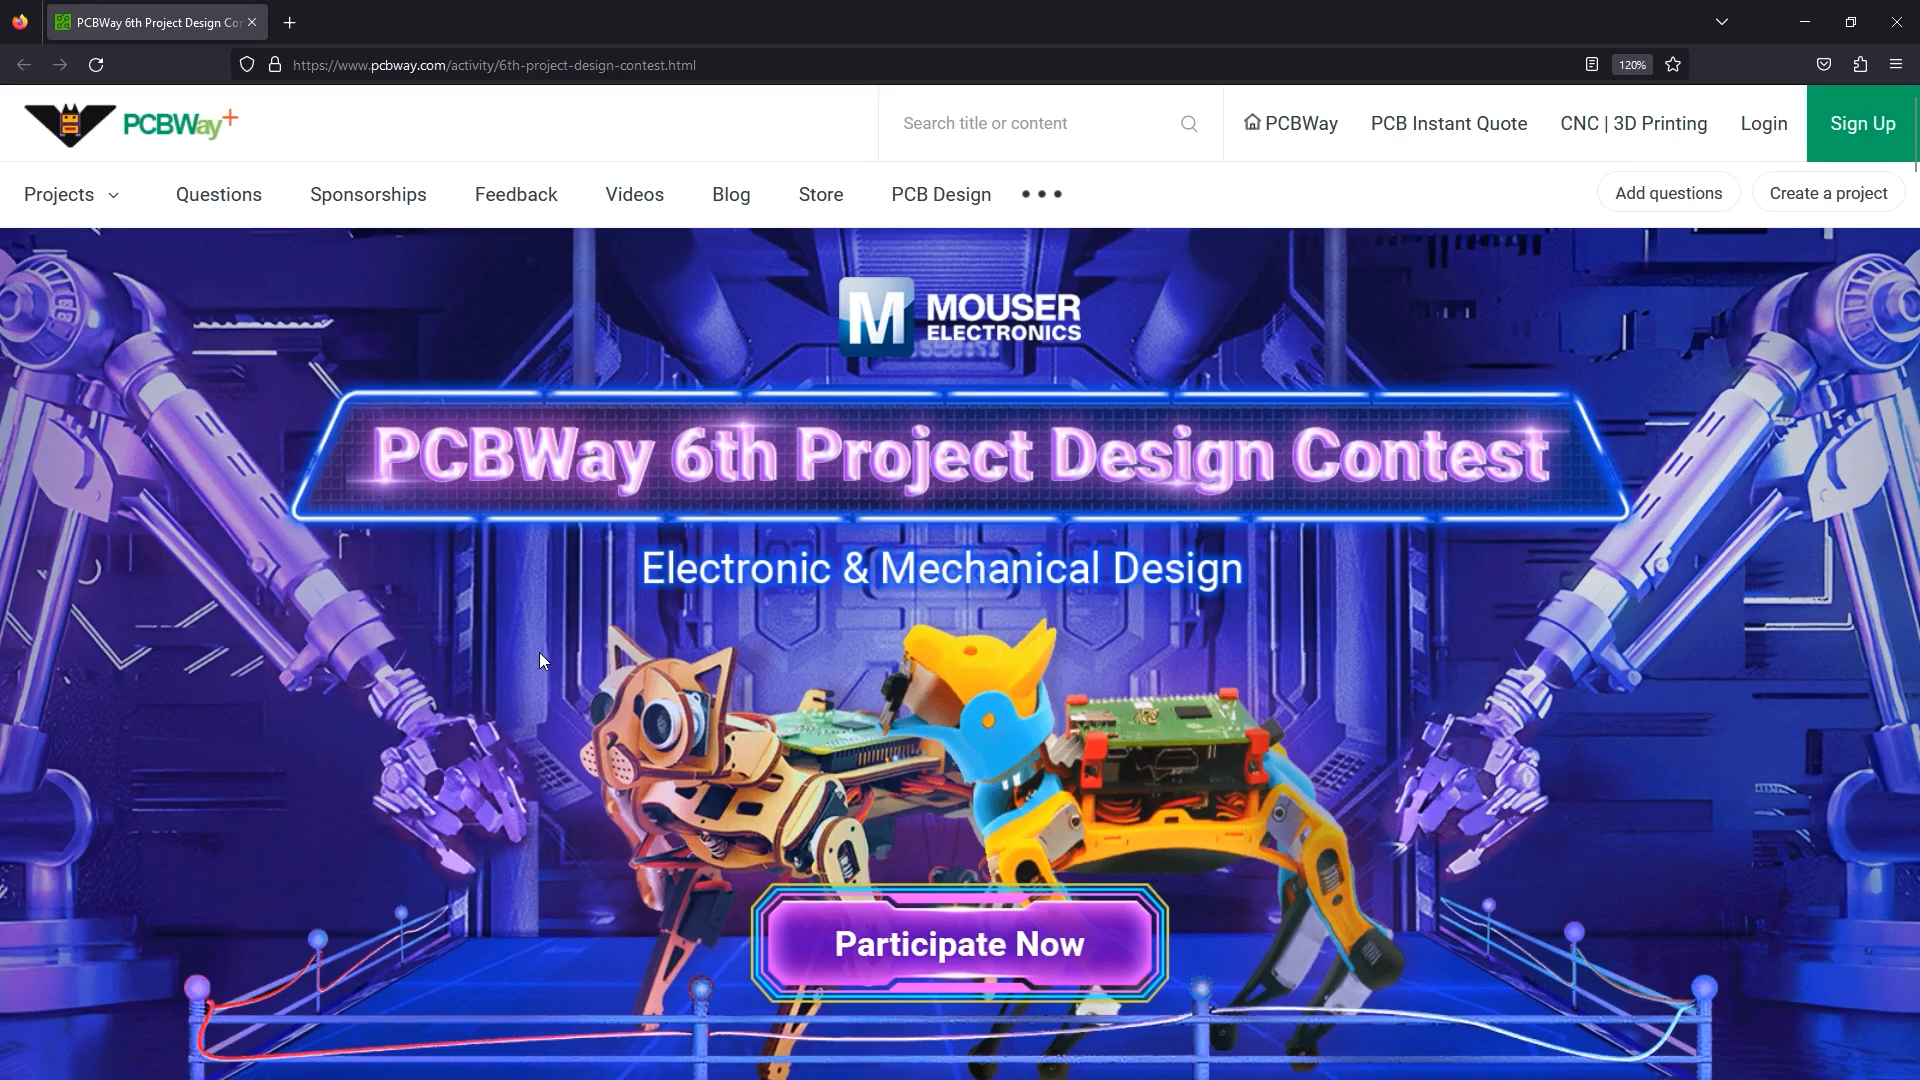 PCBWay 6th Project Design Con
https://www.pcbway.com/activity/6th-project-design-contest.html
120%
PCBWay+
Search title or content
PCBWay
PCB Instant Quote
CNC | 3D Printing
Login
Sign Up
Projects
Questions
Sponsorships
Feedback
Videos
Blog
Store
PCB Design
Add questions
Create a project
M MOUSER
ELECTRONICS
PCBWay 6th Project Design Contest
Electronic & Mechanical Design
Participate Now